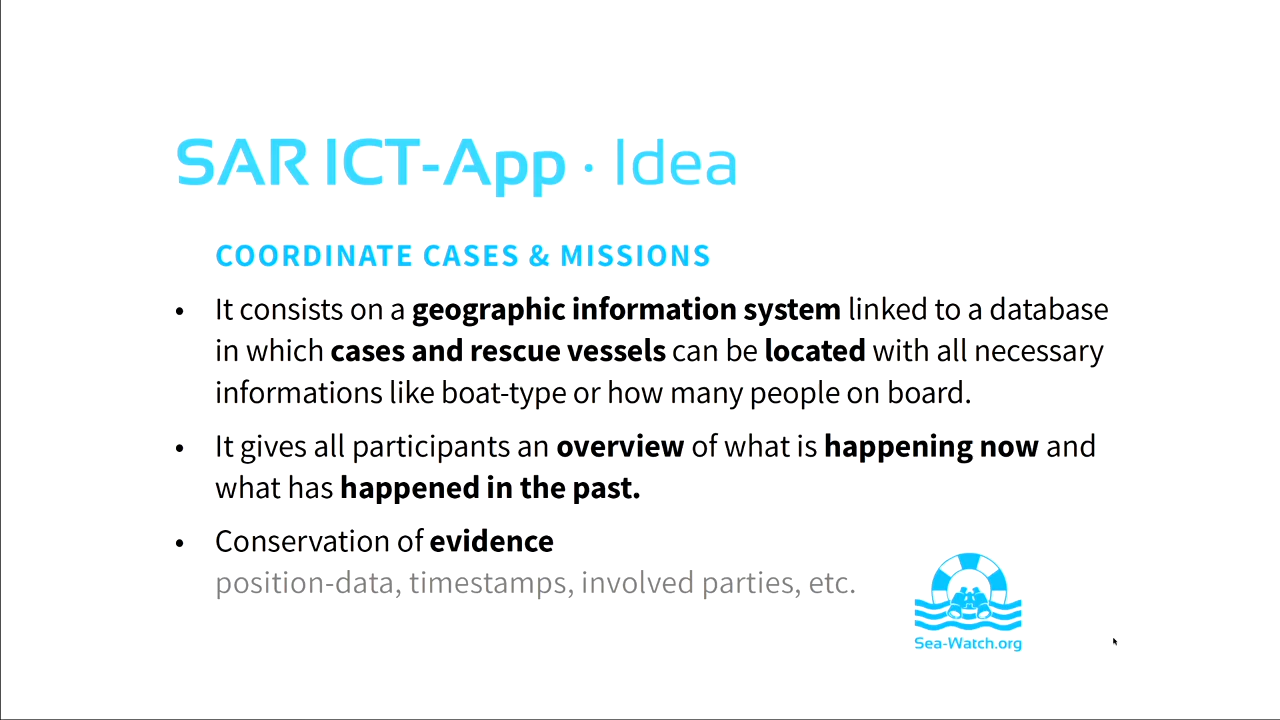 SAR ICT-App · Idea
COORDINATE CASES & MISSIONS
• It consists on a geographic information system linked to a database
in which cases and rescue vessels can be located with all necessary
informations like boat-type or how many people on board.
• It gives all participants an overview of what is happening now and
what has happened in the past.
• Conservation of evidence
position-data, timestamps, involved parties, etc.
Sea-Watch.org